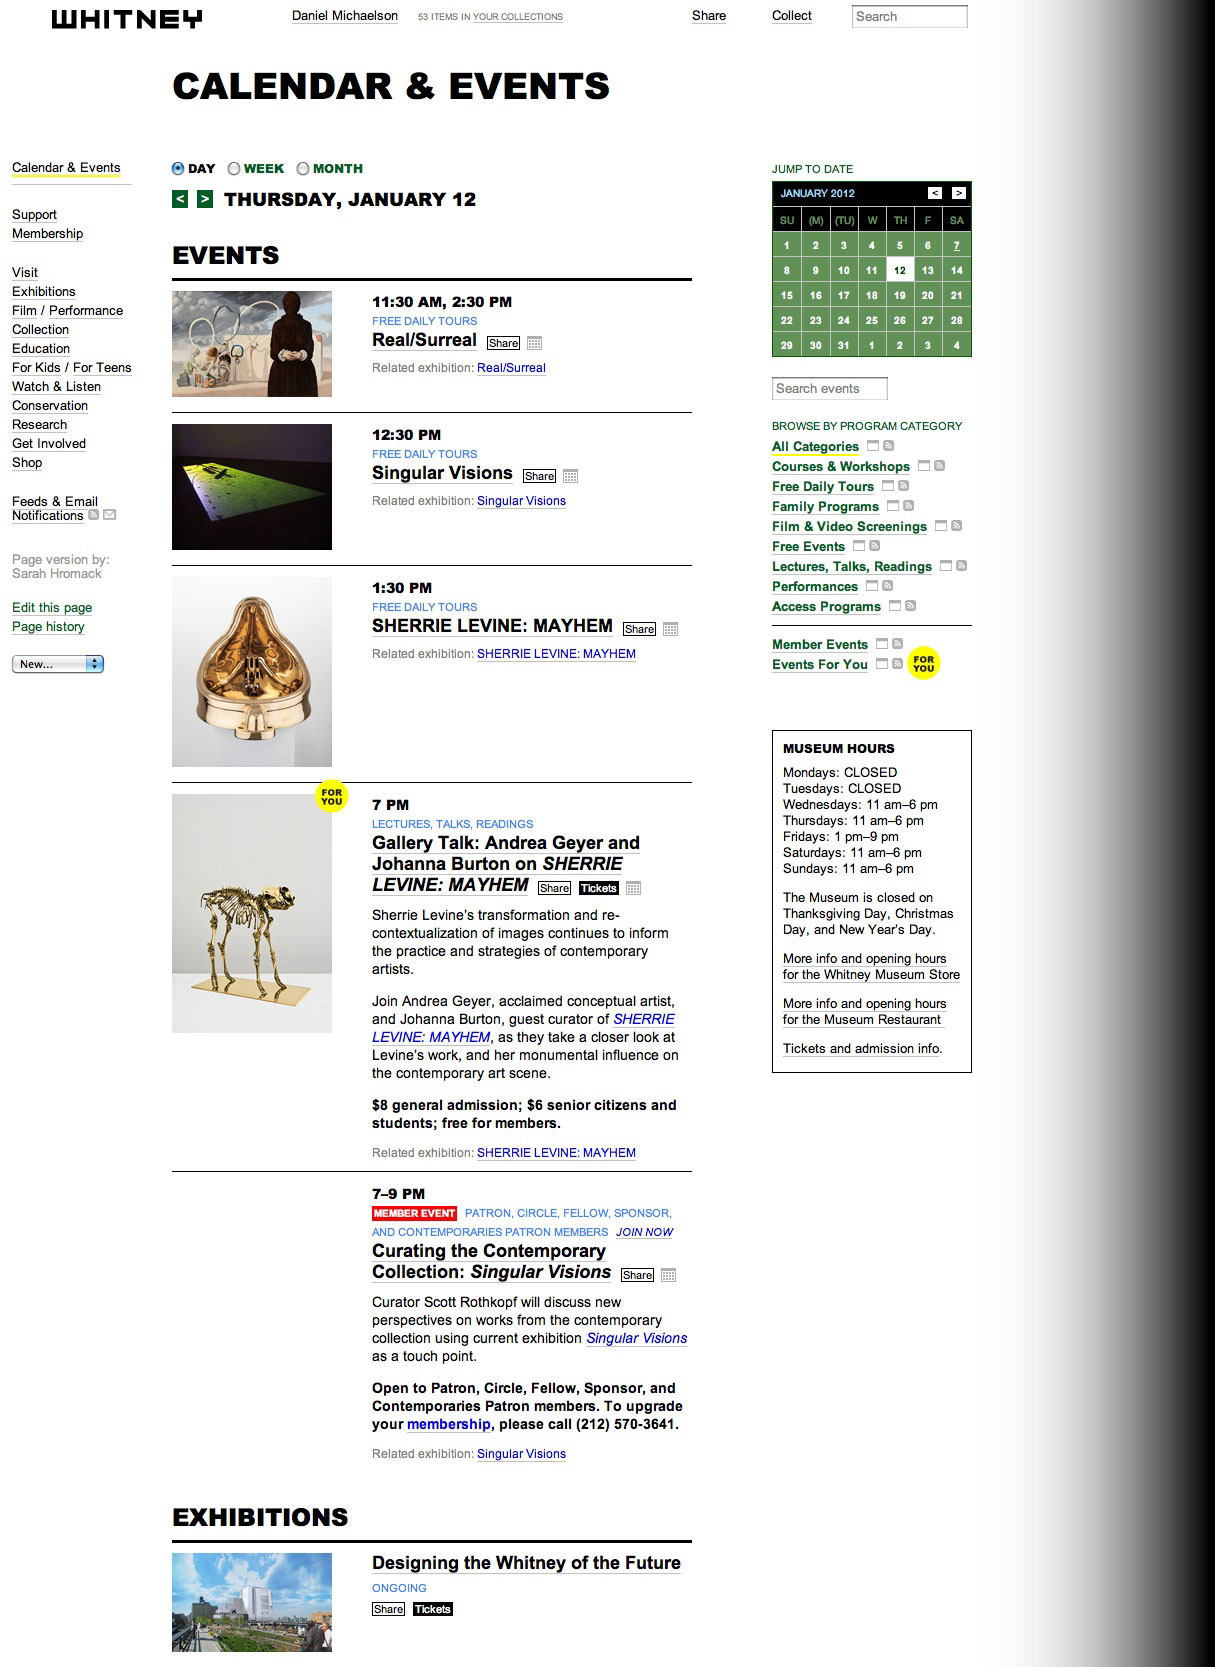 WHITNEY
Daniel Michaelson
53 ITEMS IN YOUR COLLECTIONS
Share
Collect
Search
CALENDAR & EVENTS
Calendar & Events
Support
Membership
Visit
Exhibitions
Film / Performance
Collection
Education
For Kids / For Teens
Watch & Listen
Conservation
Research
Get Involved
Shop
Feeds & Email
Notifications
Page version by:
Sarah Hromack
Edit this page
Page history
New...
DAY WEEK MONTH
< > THURSDAY, JANUARY 12
EVENTS
11:30 AM, 2:30 PM
FREE DAILY TOURS
Real/Surreal Share
Related exhibition: Real/Surreal
12:30 PM
FREE DAILY TOURS
Singular Visions Share
Related exhibition: Singular Visions
1:30 PM
FREE DAILY TOURS
SHERRIE LEVINE: MAYHEM Share
Related exhibition: SHERRIE LEVINE: MAYHEM
FOR
YOU
7 PM
LECTURES, TALKS, READINGS
Gallery Talk: Andrea Geyer and
Johanna Burton on SHERRIE
LEVINE: MAYHEM Share Tickets
Sherrie Levine's transformation and re-
contextualization of images continues to inform
the practice and strategies of contemporary
artists.
Join Andrea Geyer, acclaimed conceptual artist,
and Johanna Burton, guest curator of SHERRIE
LEVINE: MAYHEM, as they take a closer look at
Levine's work, and her monumental influence on
the contemporary art scene.
$8 general admission; $6 senior citizens and
students; free for members.
Related exhibition: SHERRIE LEVINE: MAYHEM
7–9 PM
MEMBER EVENT PATRON, CIRCLE, FELLOW, SPONSOR,
AND CONTEMPORARIES PATRON MEMBERS JOIN NOW
Curating the Contemporary
Collection: Singular Visions Share
Curator Scott Rothkopf will discuss new
perspectives on works from the contemporary
collection using current exhibition Singular Visions
as a touch point.
Open to Patron, Circle, Fellow, Sponsor, and
Contemporaries Patron members. To upgrade
your membership, please call (212) 570-3641.
Related exhibition: Singular Visions
EXHIBITIONS
Designing the Whitney of the Future
ONGOING
Share Tickets
JUMP TO DATE
JANUARY 2012 < >
SU (M) (TU) W TH F SA
1 2 3 4 5 6 7
8 9 10 11 12 13 14
15 16 17 18 19 20 21
22 23 24 25 26 27 28
29 30 31 1 2 3 4
Search events
BROWSE BY PROGRAM CATEGORY
All Categories
Courses & Workshops
Free Daily Tours
Family Programs
Film & Video Screenings
Free Events
Lectures, Talks, Readings
Performances
Access Programs
Member Events
Events For You
FOR
YOU
MUSEUM HOURS
Mondays: CLOSED
Tuesdays: CLOSED
Wednesdays: 11 am–6 pm
Thursdays: 11 am–6 pm
Fridays: 1 pm–9 pm
Saturdays: 11 am–6 pm
Sundays: 11 am–6 pm
The Museum is closed on
Thanksgiving Day, Christmas
Day, and New Year's Day.
More info and opening hours
for the Whitney Museum Store
More info and opening hours
for the Museum Restaurant
Tickets and admission info.